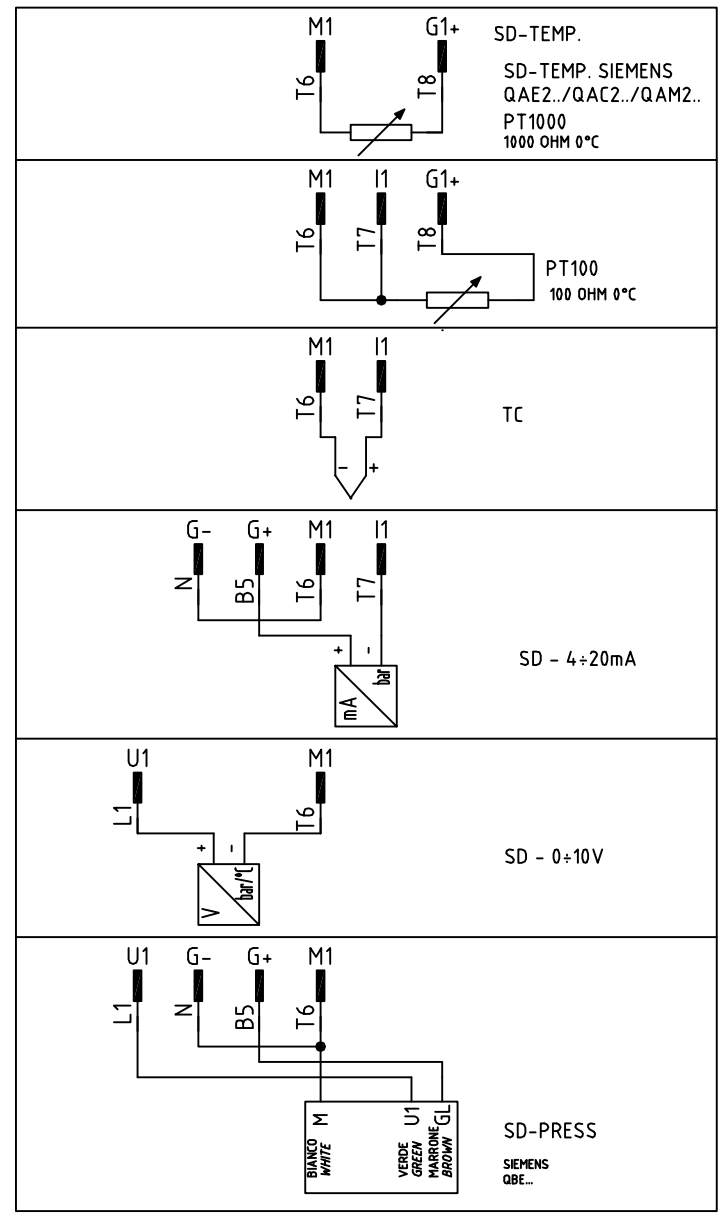 M1 G1+
SD-TEMP.
T6 T8
SD-TEMP. SIEMENS
QAE2../QAC2../QAM2..
PT1000
1000 OHM 0°C
M1 I1 G1+
T6 T7 T8
PT100
100 OHM 0°C
M1 I1
T6 T7
TC
- +
G- G+ M1 I1
N B5 T6 T7
+ -
SD - 4÷20mA
mA bar
U1 M1
L1 T6
+ -
SD - 0÷10V
V bar/°C
U1 G- G+ M1
L1 N B5 T6
M U1 GL
BIANCO
WHITE
VERDE
GREEN
MARRONE
BROWN
SD-PRESS
SIEMENS
QBE...